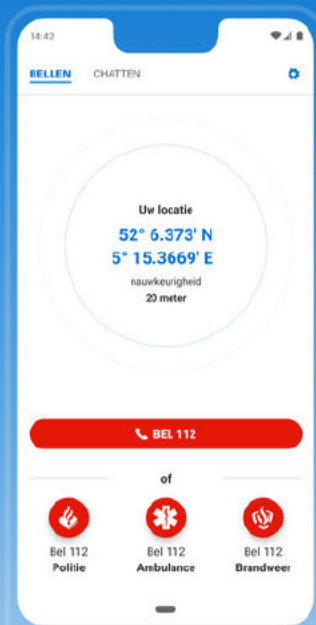 14:42
BELLEN CHATTEN
Uw locatie
52° 6.373' N
5° 15.3669' E
nauwkeurigheid
20 meter
BEL 112
of
Bel 112 Bel 112 Bel 112
Politie Ambulance Brandweer